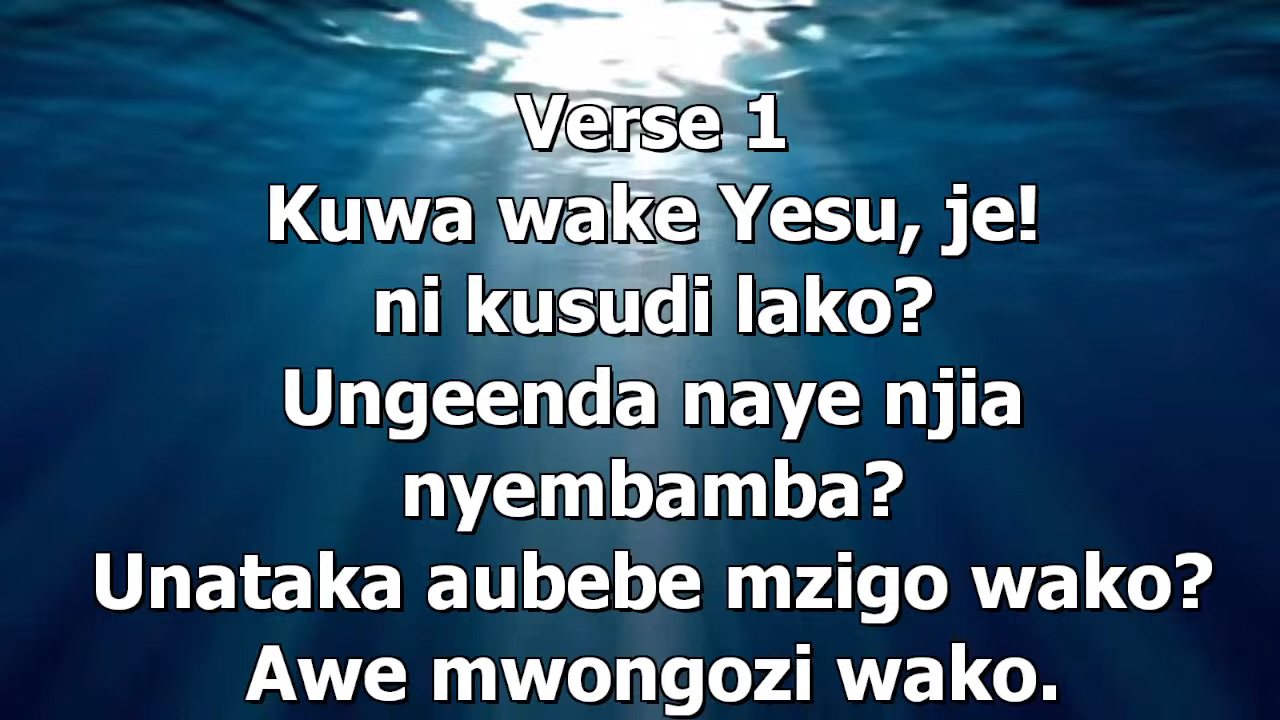 Verse 1
Kuwa wake Yesu, je!
ni kusudi lako?
Ungeenda naye njia
nyembamba?
Unataka aubebe mzigo wako?
Awe mwongozi wako.